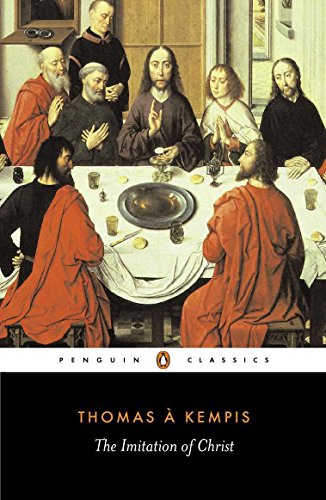 PENGUIN CLASSICS
THOMAS À KEMPIS
The Imitation of Christ